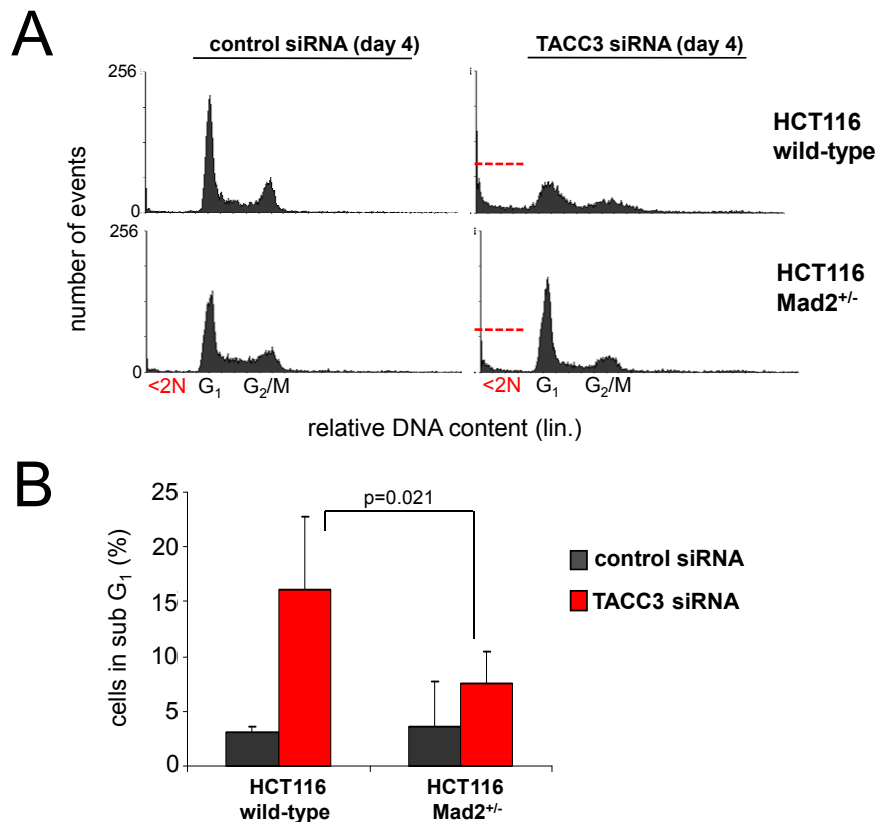 A
control siRNA (day 4)
TACC3 siRNA (day 4)
256
0
HCT116
wild-type
256
0
HCT116
Mad2+/-
number of events
<2N G1 G2/M
<2N G1 G2/M
relative DNA content (lin.)
B
25
20
15
10
5
0
cells in sub G1 (%)
p=0.021
control siRNA
TACC3 siRNA
HCT116
wild-type
HCT116
Mad2+/-